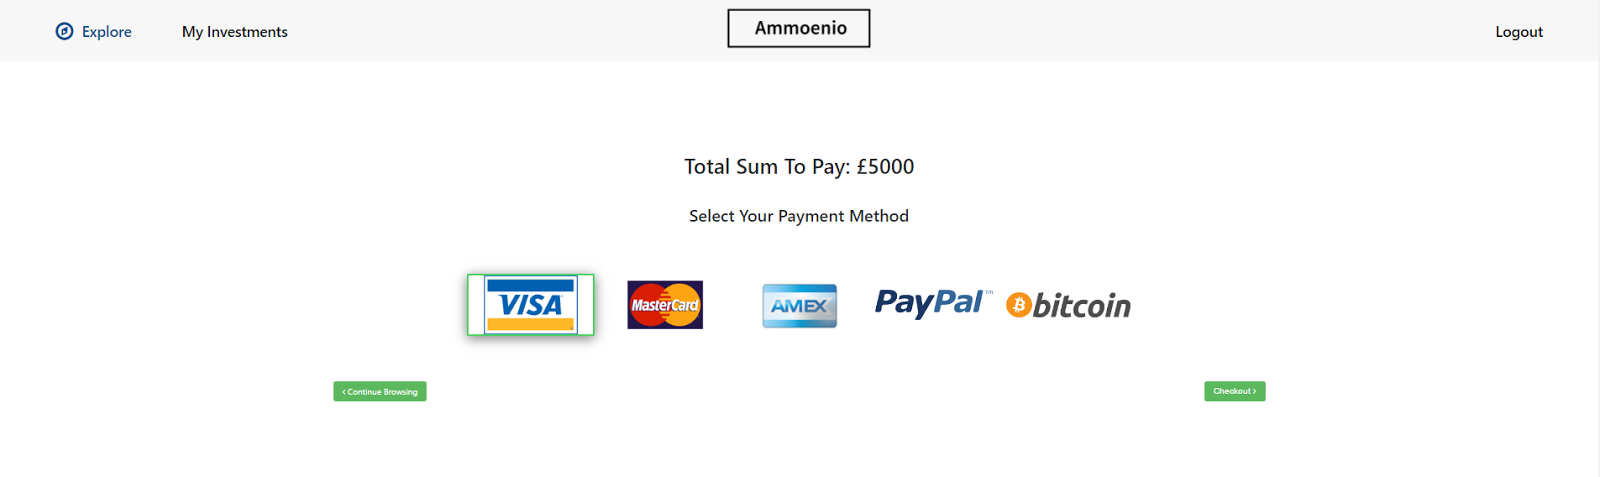 Explore My Investments Ammoenio Logout
Total Sum To Pay: £5000
Select Your Payment Method
VISA MasterCard AMEX PayPal™ bitcoin
< Continue Browsing Checkout >